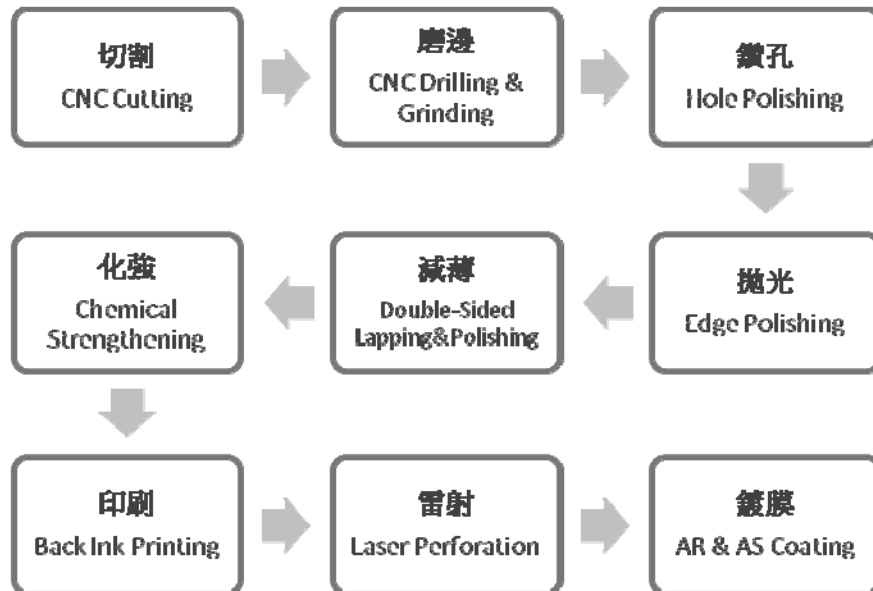 切割
CNC Cutting
磨邊
CNC Drilling &
Grinding
鑽孔
Hole Polishing
拋光
Edge Polishing
減薄
Double-Sided
Lapping&Polishing
化強
Chemical
Strengthening
印刷
Back Ink Printing
雷射
Laser Perforation
鍍膜
AR & AS Coating